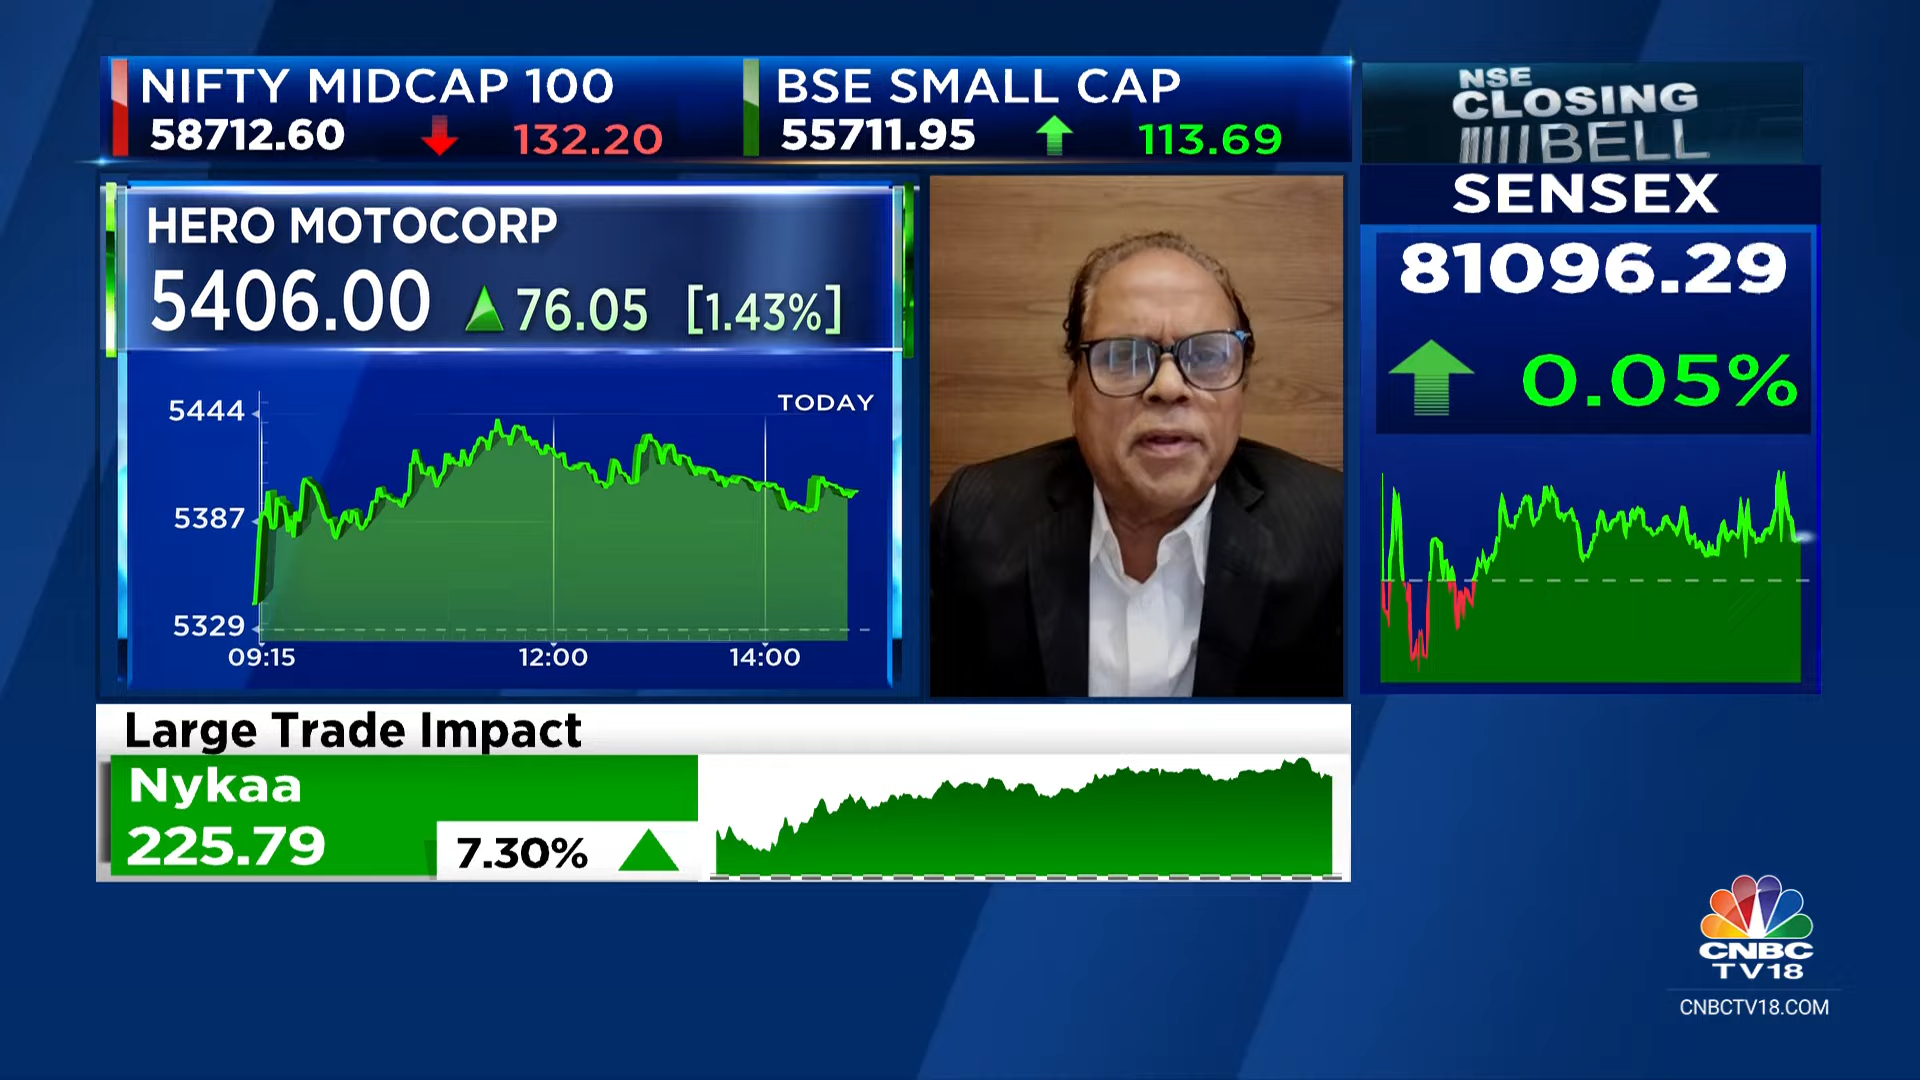 NIFTY MIDCAP 100
58712.60 132.20
BSE SMALL CAP
55711.95 113.69
NSE
CLOSING
BELL
SENSEX
81096.29
0.05%
HERO MOTOCORP
5406.00 76.05 [1.43%]
TODAY
5444
5387
5329
09:15 12:00 14:00
Large Trade Impact
Nykaa
225.79
7.30%
CNBC
TV18
CNBCTV18.COM